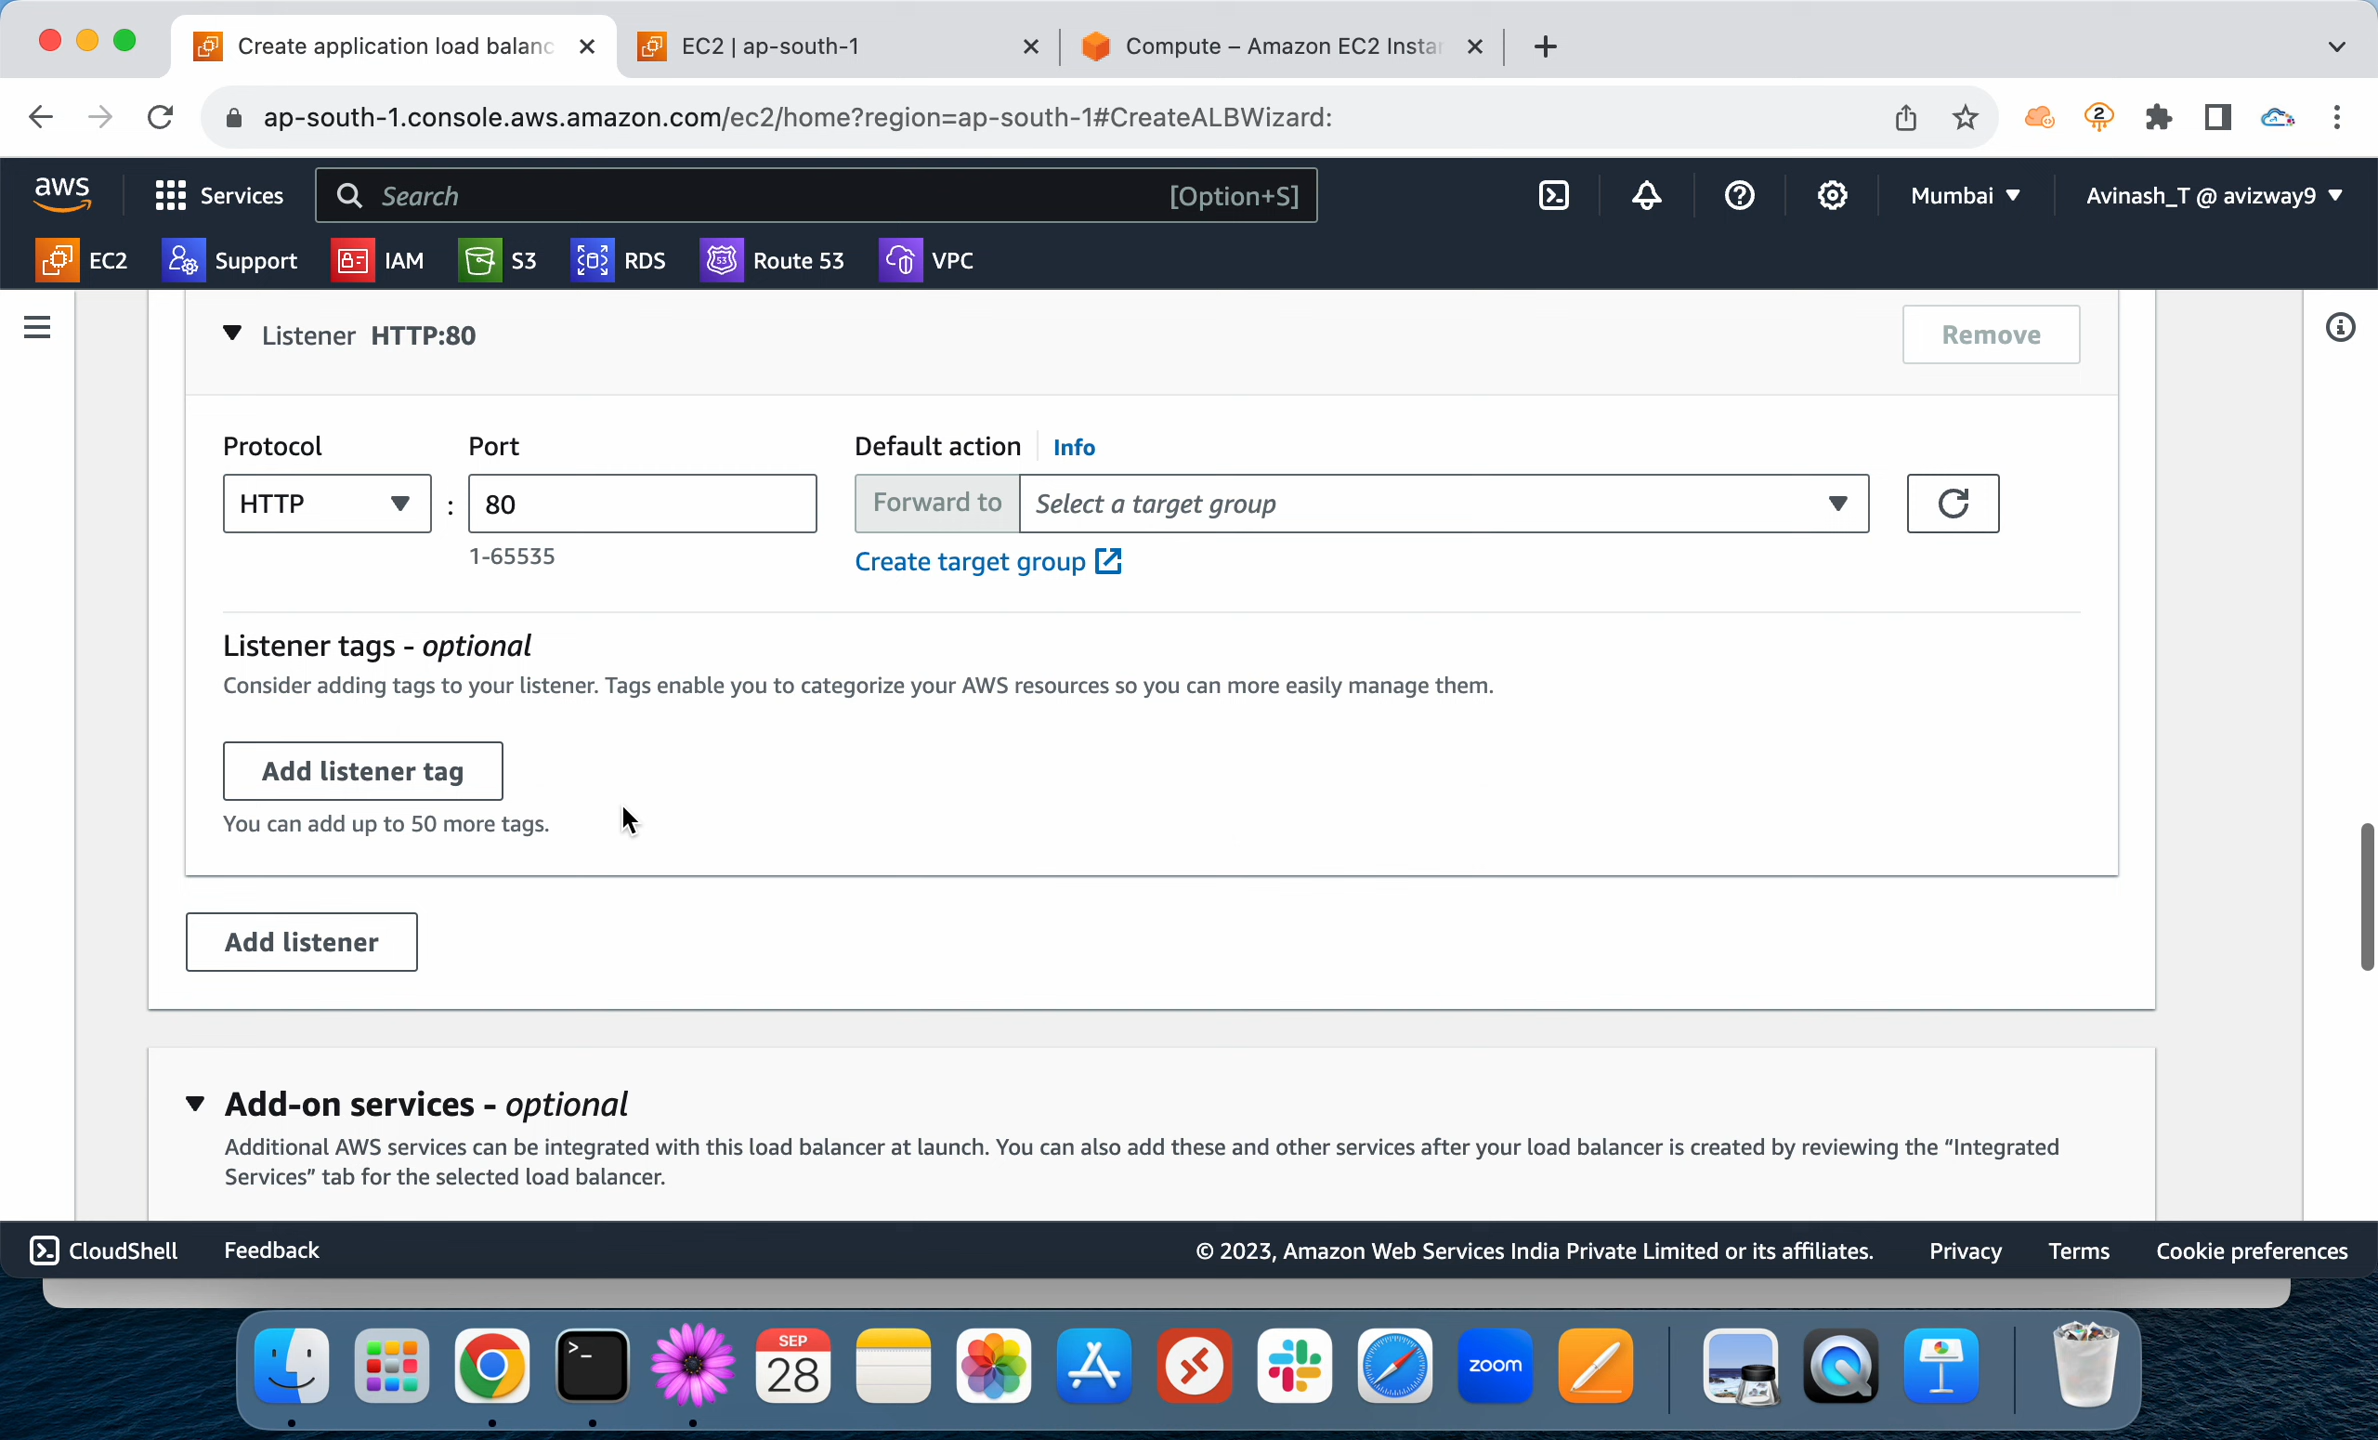 Create application load balanc
EC2 | ap-south-1
Compute – Amazon EC2 Instar
ap-south-1.console.aws.amazon.com/ec2/home?region=ap-south-1#CreateALBWizard:
2
aws
Services
Search
[Option+S]
Mumbai
Avinash_T @ avizway9
EC2
Support
IAM
S3
RDS
53
Route 53
VPC
Listener HTTP:80
Remove
Protocol
Port
Default action
Info
HTTP
:
80
Forward to
Select a target group
1-65535
Create target group
Listener tags - optional
Consider adding tags to your listener. Tags enable you to categorize your AWS resources so you can more easily manage them.
Add listener tag
You can add up to 50 more tags.
Add listener
Add-on services - optional
Additional AWS services can be integrated with this load balancer at launch. You can also add these and other services after your load balancer is created by reviewing the “Integrated
Services” tab for the selected load balancer.
CloudShell
Feedback
© 2023, Amazon Web Services India Private Limited or its affiliates.
Privacy
Terms
Cookie preferences
SEP
28
zoom